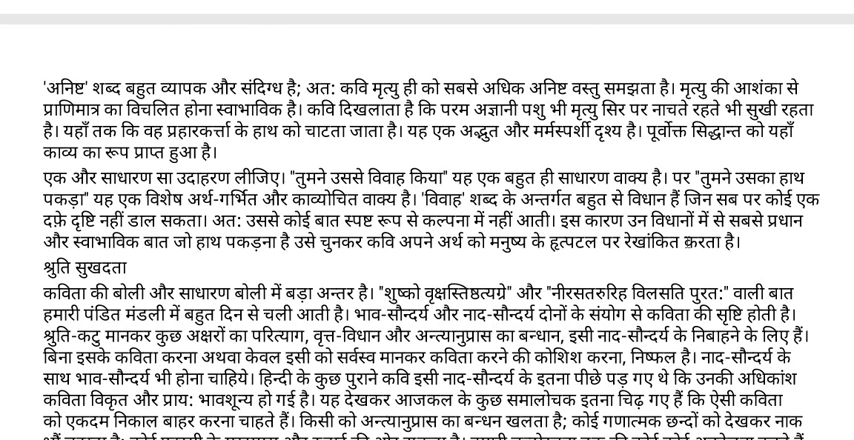 'अनिष्ट' शब्द बहुत व्यापक और संदिग्ध है; अत: कवि मृत्यु ही को सबसे अधिक अनिष्ट वस्तु समझता है। मृत्यु की आशंका से
प्राणिमात्र का विचलित होना स्वाभाविक है। कवि दिखलाता है कि परम अज्ञानी पशु भी मृत्यु सिर पर नाचते रहते भी सुखी रहता
है। यहाँ तक कि वह प्रहारकर्त्ता के हाथ को चाटता जाता है। यह एक अद्भुत और मर्मस्पर्शी दृश्य है। पूर्वोक्त सिद्धान्त को यहाँ
काव्य का रूप प्राप्त हुआ है।
एक और साधारण सा उदाहरण लीजिए। "तुमने उससे विवाह किया" यह एक बहुत ही साधारण वाक्य है। पर "तुमने उसका हाथ
पकड़ा" यह एक विशेष अर्थ-गर्भित और काव्योचित वाक्य है। 'विवाह' शब्द के अन्तर्गत बहुत से विधान हैं जिन सब पर कोई एक
दफ़े दृष्टि नहीं डाल सकता। अत: उससे कोई बात स्पष्ट रूप से कल्पना में नहीं आती। इस कारण उन विधानों में से सबसे प्रधान
और स्वाभाविक बात जो हाथ पकड़ना है उसे चुनकर कवि अपने अर्थ को मनुष्य के हृत्पटल पर रेखांकित करता है।
श्रुति सुखदता
कविता की बोली और साधारण बोली में बड़ा अन्तर है। "शुष्को वृक्षस्तिष्ठत्यग्रे" और "नीरसतरुरिह विलसति पुरत:" वाली बात
हमारी पंडित मंडली में बहुत दिन से चली आती है। भाव-सौन्दर्य और नाद-सौन्दर्य दोनों के संयोग से कविता की सृष्टि होती है।
श्रुति-कटु मानकर कुछ अक्षरों का परित्याग, वृत्त-विधान और अन्त्यानुप्रास का बन्धान, इसी नाद-सौन्दर्य के निबाहने के लिए हैं।
बिना इसके कविता करना अथवा केवल इसी को सर्वस्व मानकर कविता करने की कोशिश करना, निष्फल है। नाद-सौन्दर्य के
साथ भाव-सौन्दर्य भी होना चाहिये। हिन्दी के कुछ पुराने कवि इसी नाद-सौन्दर्य के इतना पीछे पड़ गए थे कि उनकी अधिकांश
कविता विकृत और प्राय: भावशून्य हो गई है। यह देखकर आजकल के कुछ समालोचक इतना चिढ़ गए हैं कि ऐसी कविता
को एकदम निकाल बाहर करना चाहते हैं। किसी को अन्त्यानुप्रास का बन्धन खलता है; कोई गणात्मक छन्दों को देखकर नाक